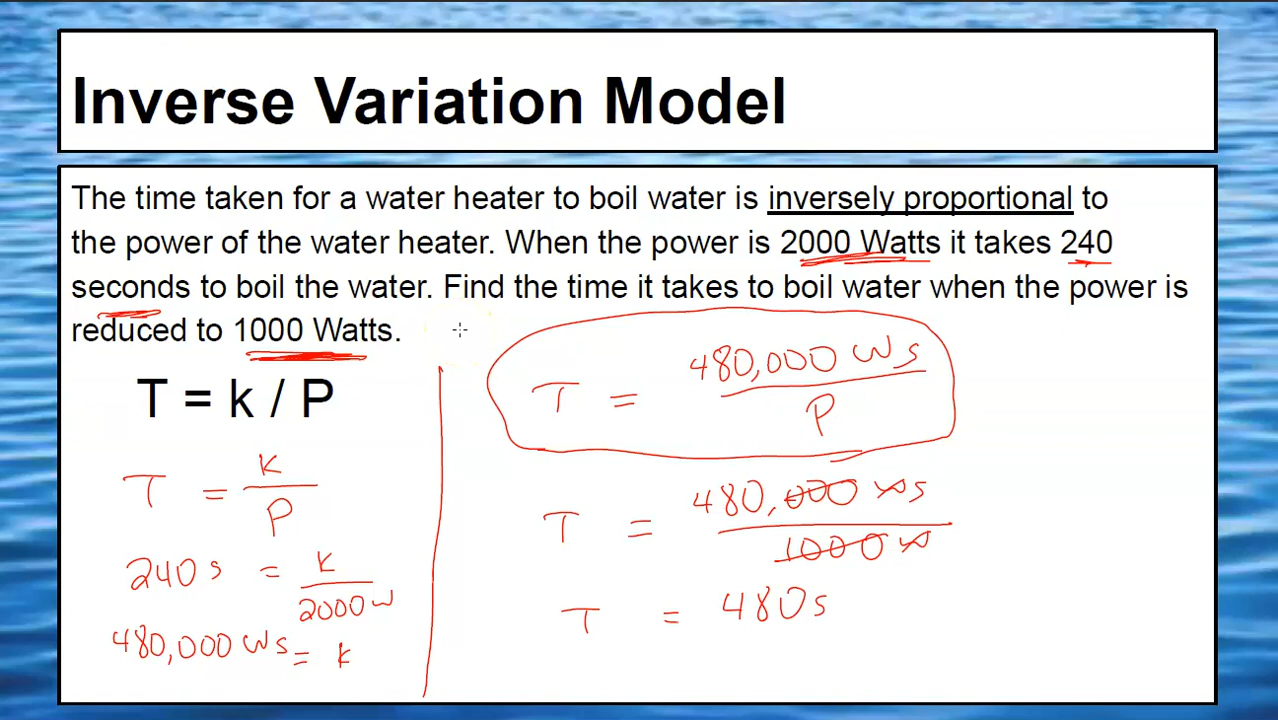 Inverse Variation Model
The time taken for a water heater to boil water is inversely proportional to
the power of the water heater. When the power is 2000 Watts it takes 240
seconds to boil the water. Find the time it takes to boil water when the power is
reduced to 1000 Watts.
T = k / P
T = k / P
240 s = k / 2000 W
480,000 Ws = k
T = 480,000 Ws / P
T = 480,000 Ws / 1000 W
T = 480 s